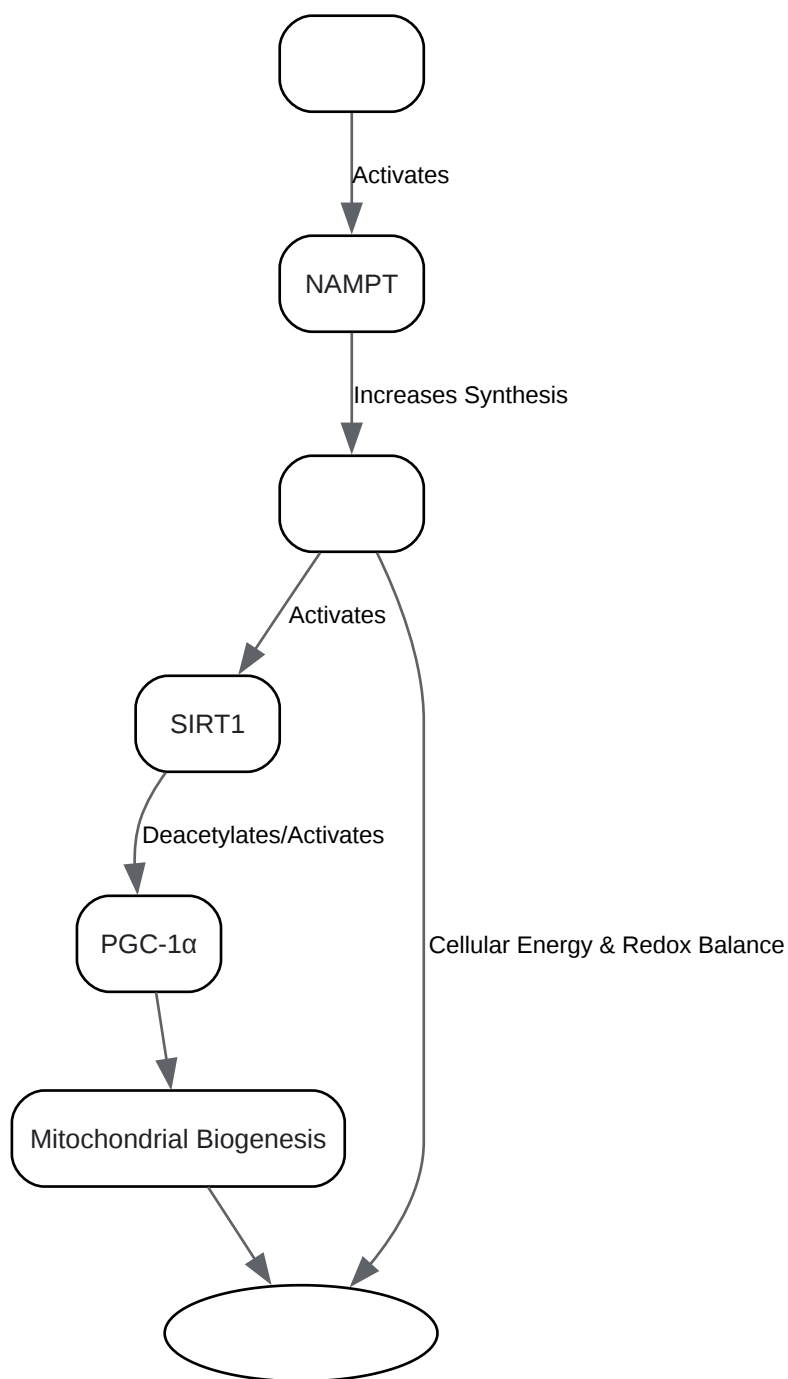 Activates
NAMPT
Increases Synthesis
Activates
SIRT1
Deacetylates/Activates
PGC-1α
Cellular Energy & Redox Balance
Mitochondrial Biogenesis